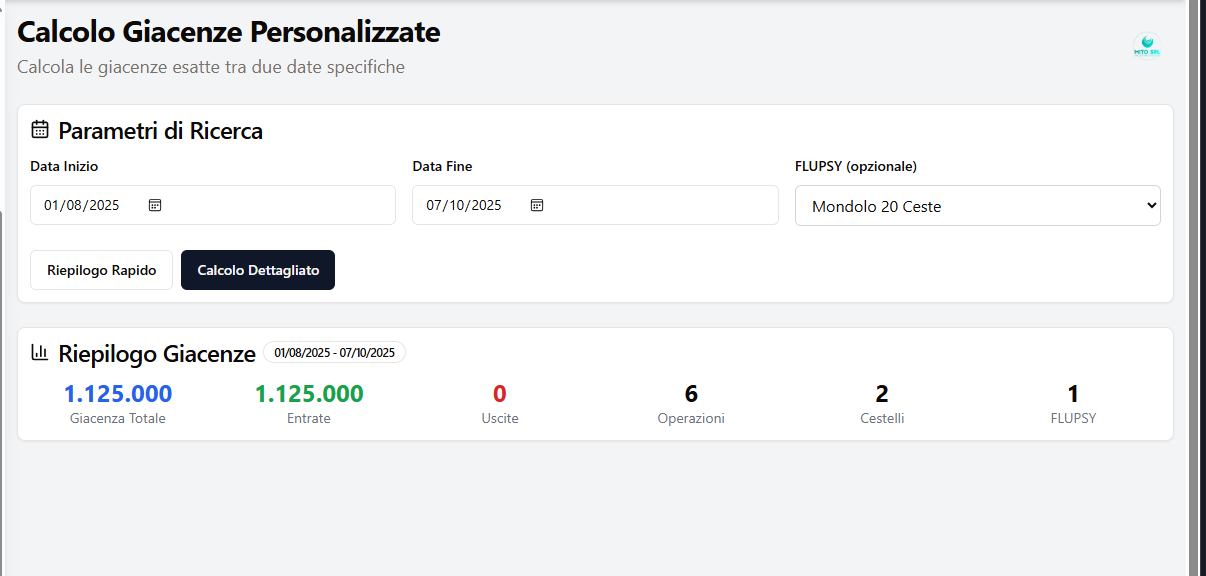 Calcolo Giacenze Personalizzate
Calcola le giacenze esatte tra due date specifiche
MITO SRL
Parametri di Ricerca
Data Inizio Data Fine FLUPSY (opzionale)
01/08/2025 07/10/2025 Mondolo 20 Ceste
Riepilogo Rapido Calcolo Dettagliato
Riepilogo Giacenze 01/08/2025 - 07/10/2025
1.125.000 1.125.000 0 6 2 1
Giacenza Totale Entrate Uscite Operazioni Cestelli FLUPSY